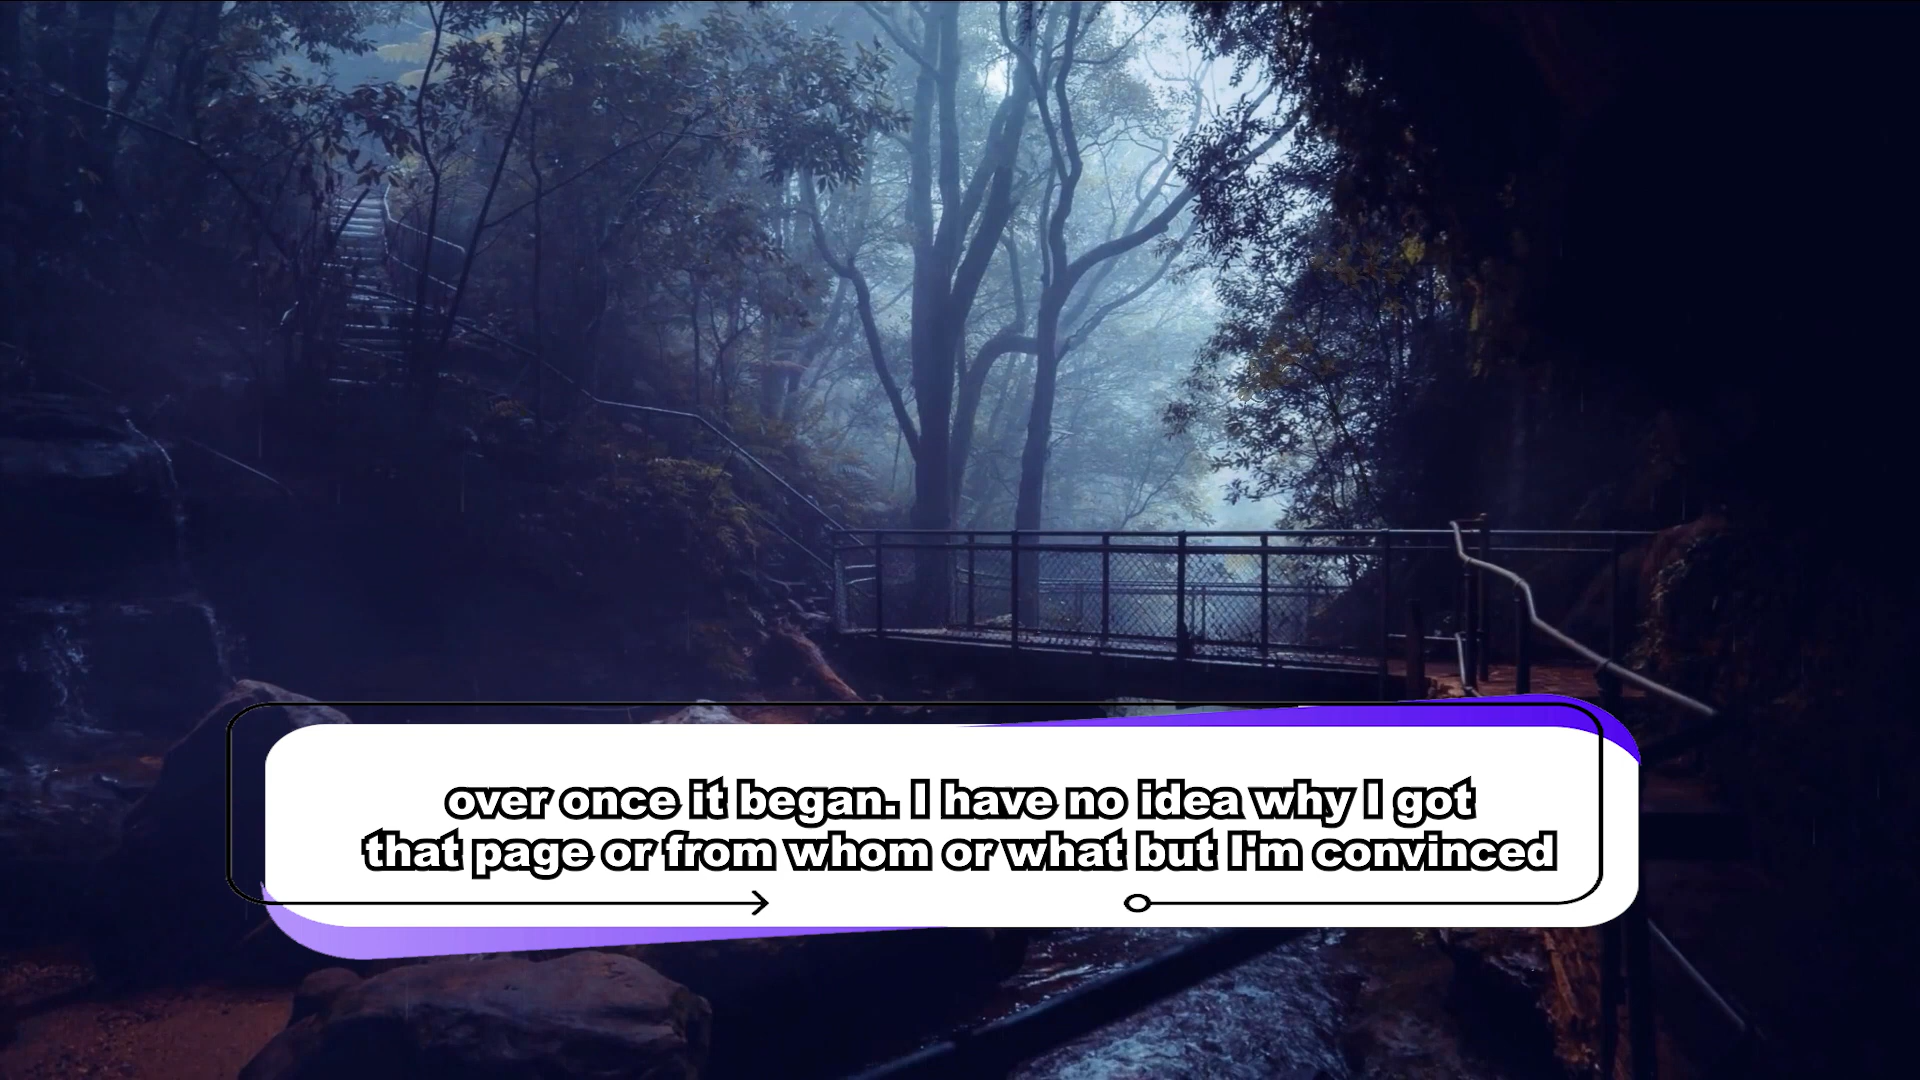 over once it began. I have no idea why I got
that page or from whom or what but I'm convinced